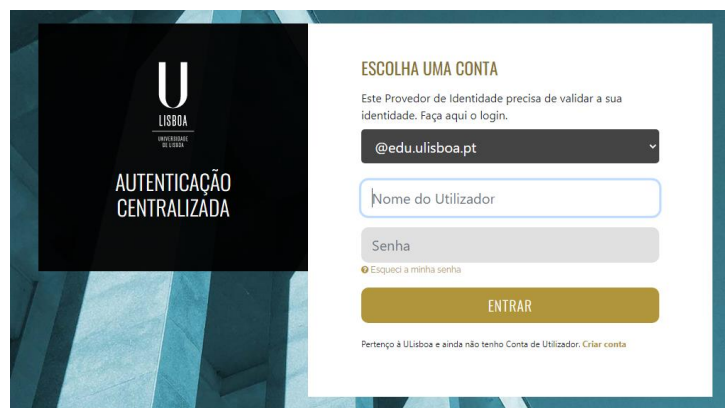 U
LISBOA
UNIVERSIDADE
DE LISBOA
AUTENTICAÇÃO
CENTRALIZADA
ESCOLHA UMA CONTA
Este Provedor de Identidade precisa de validar a sua
identidade. Faça aqui o login.
@edu.ulisboa.pt
Nome do Utilizador
Senha
Esqueci a minha senha
ENTRAR
Pertenço à ULisboa e ainda não tenho Conta de Utilizador. Criar conta